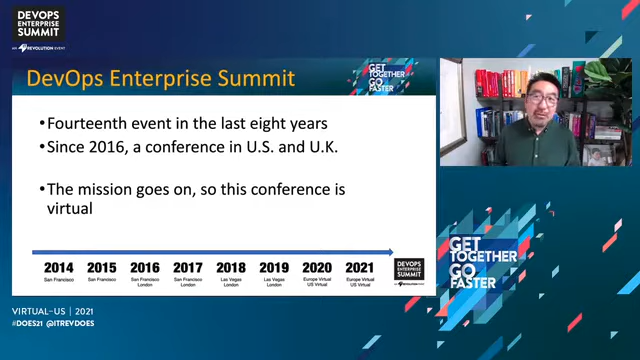 DEVOPS
ENTERPRISE
SUMMIT
AN IT REVOLUTION EVENT
DevOps Enterprise Summit
GET
TOGETHER
GO
FASTER
•Fourteenth event in the last eight years
•Since 2016, a conference in U.S. and U.K.
•The mission goes on, so this conference is
virtual
2014 2015 2016 2017 2018 2019 2020 2021
San Francisco San Francisco San Francisco San Francisco Las Vegas Las Vegas Europe Virtual Europe Virtual
London London London London US Virtual US Virtual
DEVOPS
ENTERPRISE
SUMMIT
GET
TOGETHER
GO
FASTER
VIRTUAL-US | 2021
#DOES21 @ITREVDOES